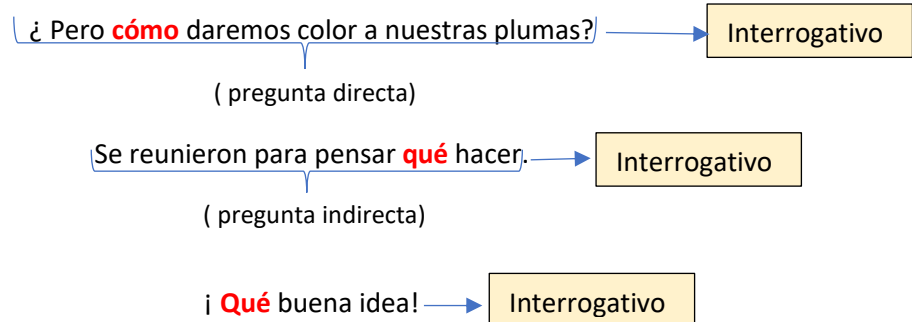 ¿ Pero cómo daremos color a nuestras plumas? Interrogativo
( pregunta directa)
Se reunieron para pensar qué hacer. Interrogativo
( pregunta indirecta)
¡ Qué buena idea! Interrogativo